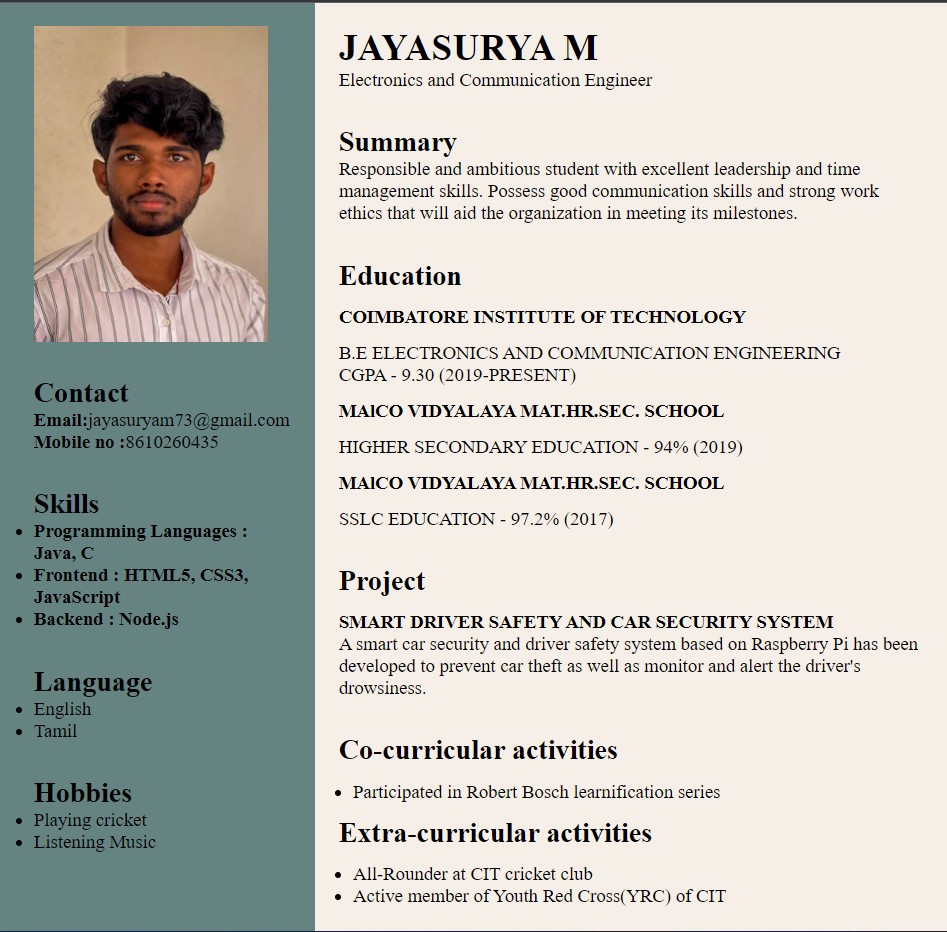 Contact
Email:jayasuryam73@gmail.com
Mobile no :8610260435
Skills
Programming Languages :
Java, C
Frontend : HTML5, CSS3,
JavaScript
Backend : Node.js
Language
English
Tamil
Hobbies
Playing cricket
Listening Music
JAYASURYA M
Electronics and Communication Engineer
Summary
Responsible and ambitious student with excellent leadership and time
management skills. Possess good communication skills and strong work
ethics that will aid the organization in meeting its milestones.
Education
COIMBATORE INSTITUTE OF TECHNOLOGY
B.E ELECTRONICS AND COMMUNICATION ENGINEERING
CGPA - 9.30 (2019-PRESENT)
MAlCO VIDYALAYA MAT.HR.SEC. SCHOOL
HIGHER SECONDARY EDUCATION - 94% (2019)
MAlCO VIDYALAYA MAT.HR.SEC. SCHOOL
SSLC EDUCATION - 97.2% (2017)
Project
SMART DRIVER SAFETY AND CAR SECURITY SYSTEM
A smart car security and driver safety system based on Raspberry Pi has been
developed to prevent car theft as well as monitor and alert the driver's
drowsiness.
Co-curricular activities
Participated in Robert Bosch learnification series
Extra-curricular activities
All-Rounder at CIT cricket club
Active member of Youth Red Cross(YRC) of CIT